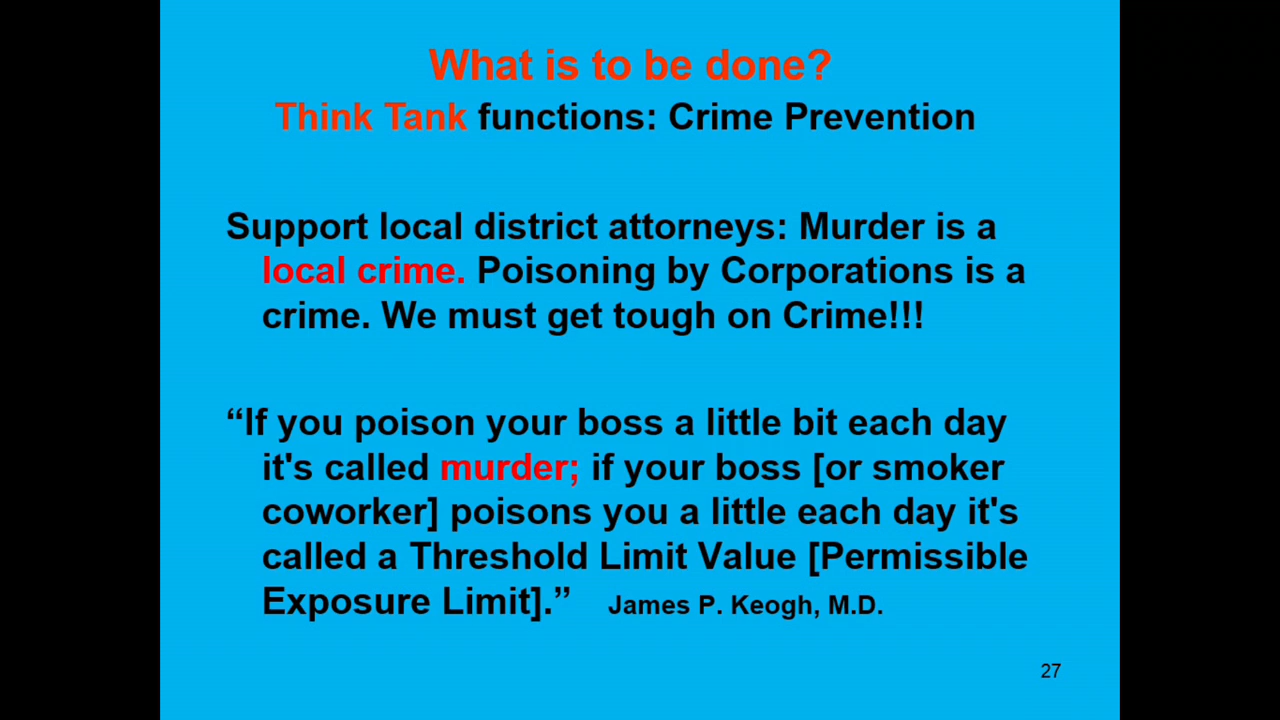 What is to be done?
Think Tank functions: Crime Prevention
Support local district attorneys: Murder is a
local crime. Poisoning by Corporations is a
crime. We must get tough on Crime!!!
“If you poison your boss a little bit each day
it's called murder; if your boss [or smoker
coworker] poisons you a little each day it's
called a Threshold Limit Value [Permissible
Exposure Limit].” James P. Keogh, M.D.
27